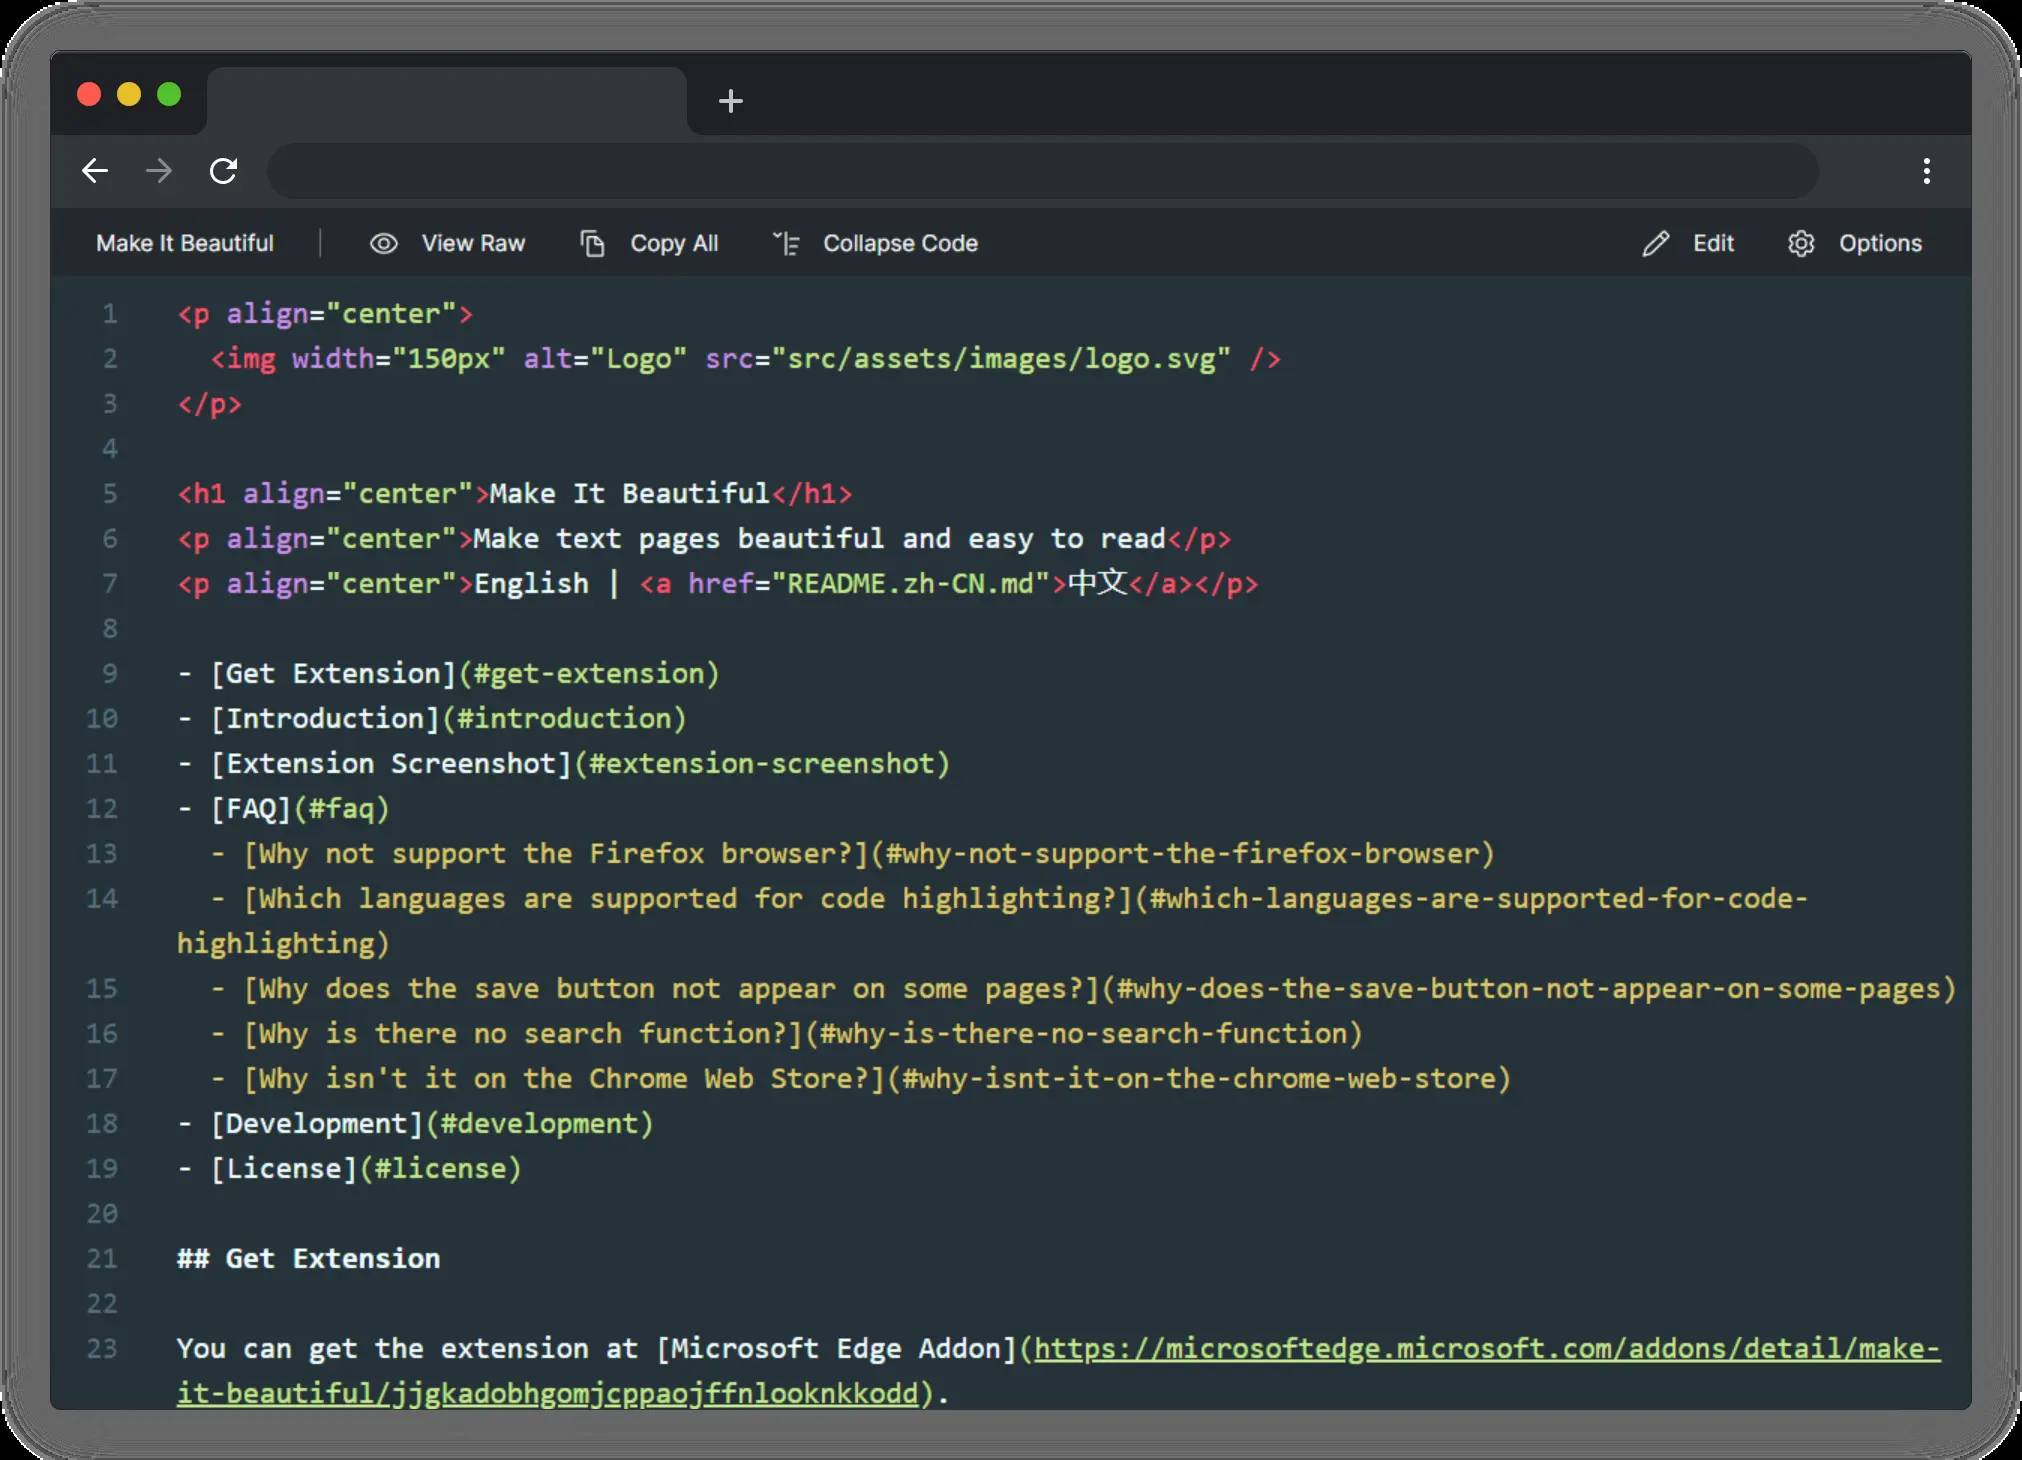 Make It Beautiful | View Raw Copy All Collapse Code Edit Options
1 <p align="center">
2   <img width="150px" alt="Logo" src="src/assets/images/logo.svg" />
3 </p>
4
5 <h1 align="center">Make It Beautiful</h1>
6 <p align="center">Make text pages beautiful and easy to read</p>
7 <p align="center">English | <a href="README.zh-CN.md">中文</a></p>
8
9 - [Get Extension](#get-extension)
10 - [Introduction](#introduction)
11 - [Extension Screenshot](#extension-screenshot)
12 - [FAQ](#faq)
13   - [Why not support the Firefox browser?](#why-not-support-the-firefox-browser)
14   - [Which languages are supported for code highlighting?](#which-languages-are-supported-for-code-
highlighting)
15   - [Why does the save button not appear on some pages?](#why-does-the-save-button-not-appear-on-some-pages)
16   - [Why is there no search function?](#why-is-there-no-search-function)
17   - [Why isn't it on the Chrome Web Store?](#why-isnt-it-on-the-chrome-web-store)
18 - [Development](#development)
19 - [License](#license)
20
21 ## Get Extension
22
23 You can get the extension at [Microsoft Edge Addon](https://microsoftedge.microsoft.com/addons/detail/make-
it-beautiful/jjgkadobhgomjcppaojffnlooknkkodd).